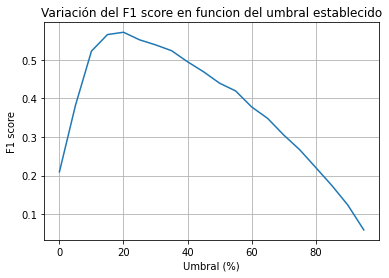 Variación del F1 score en funcion del umbral establecido
F1 score
0.5
0.4
0.3
0.2
0.1
0 20 40 60 80
Umbral (%)